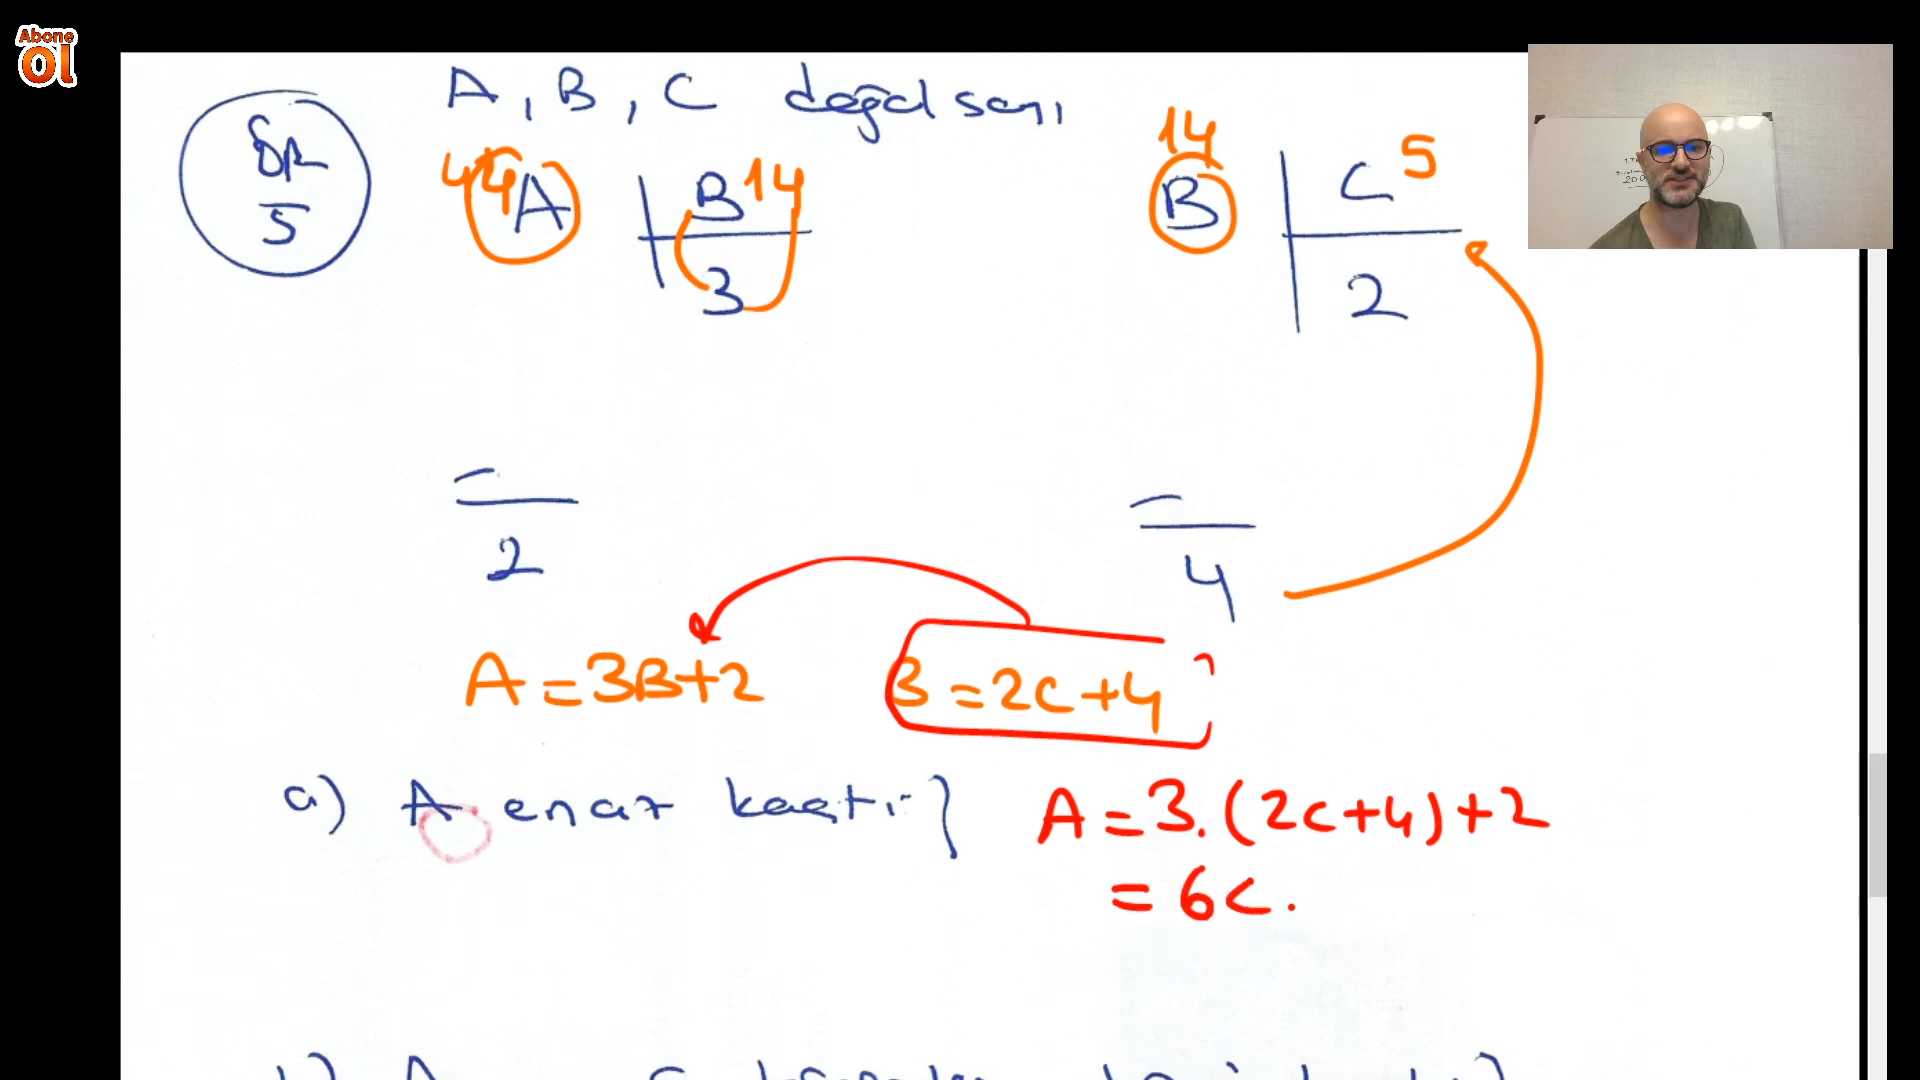 Abone
Ol
A, B, C doğal sayı
ÖR
5
44 A B 14
3
2
14
B C 5
2
4
A = 3B + 2 B = 2C + 4
a) A en az kaçtır? A = 3.(2C + 4) + 2
= 6C.